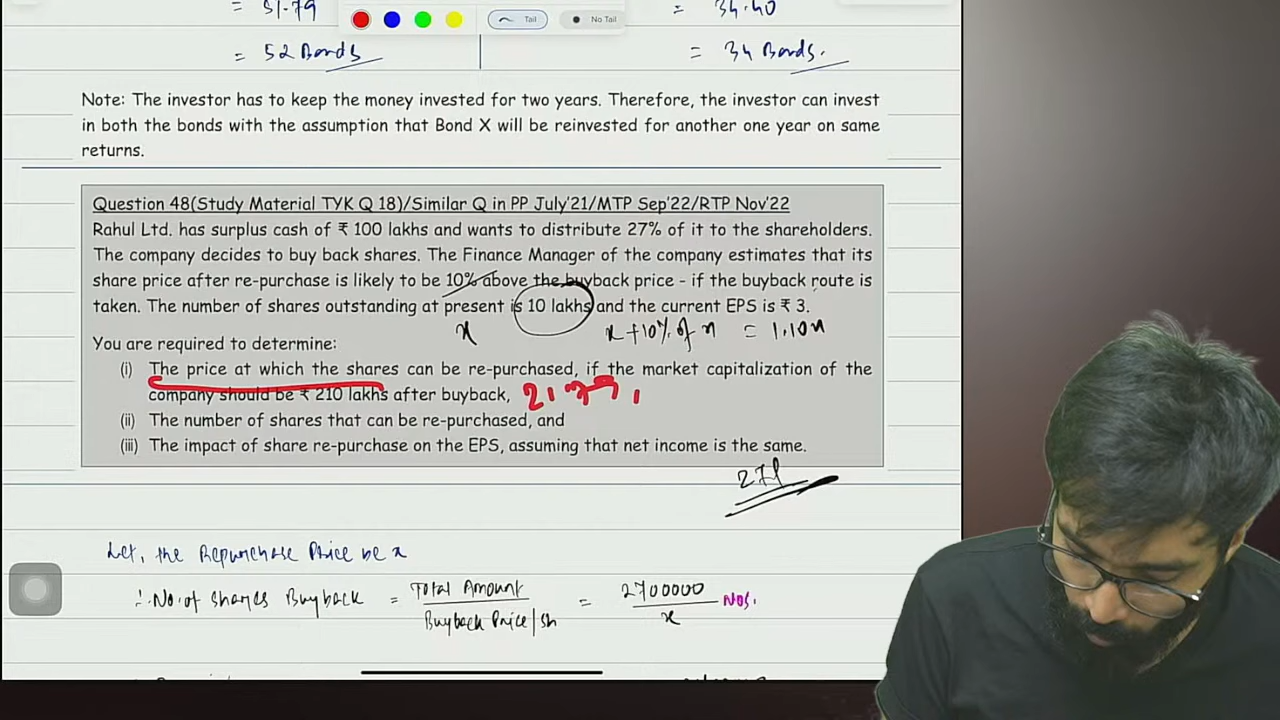 = 51.79
= 34.40
Tail
No Tail
= 52 Bonds
= 34 Bonds.
Note: The investor has to keep the money invested for two years. Therefore, the investor can invest
in both the bonds with the assumption that Bond X will be reinvested for another one year on same
returns.
Question 48(Study Material TYK Q 18)/Similar Q in PP July'21/MTP Sep'22/RTP Nov'22
Rahul Ltd. has surplus cash of ₹ 100 lakhs and wants to distribute 27% of it to the shareholders.
The company decides to buy back shares. The Finance Manager of the company estimates that its
share price after re-purchase is likely to be 10% above the buyback price - if the buyback route is
taken. The number of shares outstanding at present is 10 lakhs and the current EPS is ₹ 3.
x
x + 10% of x = 1.10x
You are required to determine:
(i) The price at which the shares can be re-purchased, if the market capitalization of the
company should be ₹ 210 lakhs after buyback,
(ii) The number of shares that can be re-purchased, and
(iii) The impact of share re-purchase on the EPS, assuming that net income is the same.
27l
Let, the Repurchase Price be x
∴ No. of Shares Buyback = Total Amount / Buyback Price/sh = 2700000 / x Nos.